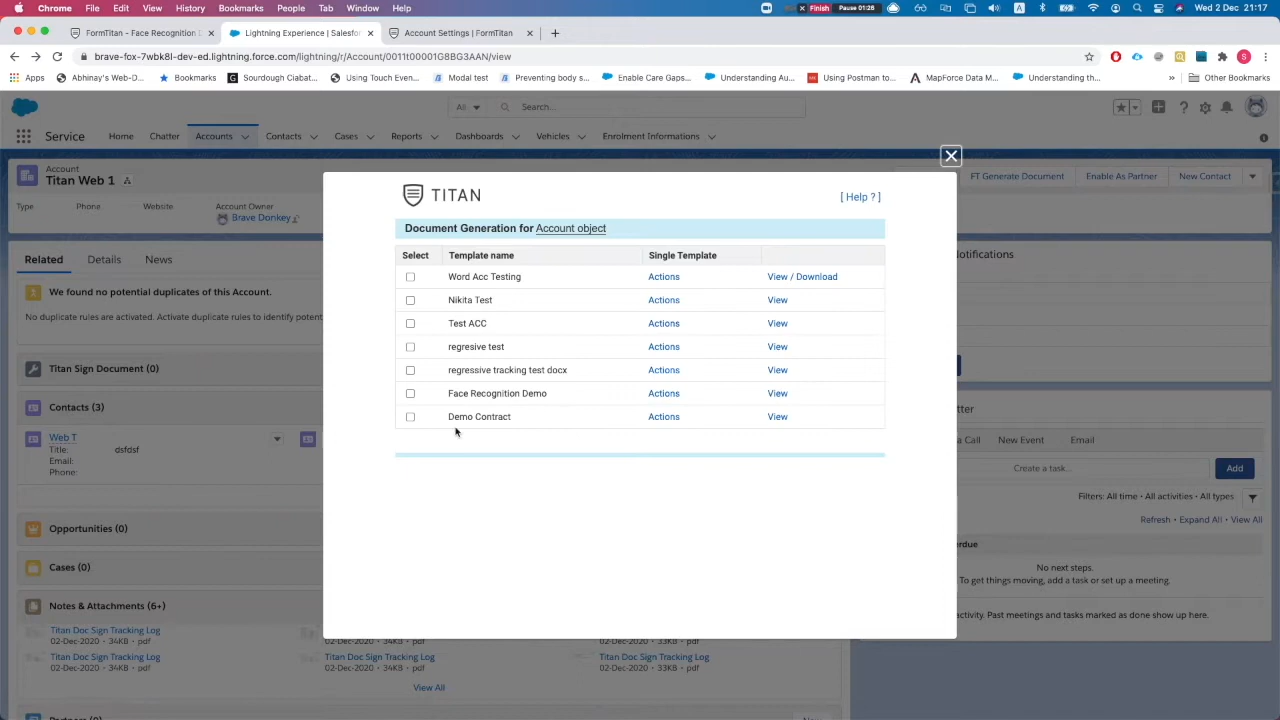 Chrome File Edit View History Bookmarks People Tab Window Help Finish Pause 01:26 A Wed 2 Dec 21:17
FormTitan - Face Recognition D Lightning Experience | Salesfor Account Settings | FormTitan
brave-fox-7wbk8l-dev-ed.lightning.force.com/lightning/r/Account/0011t00001G8BG3AAN/view
Apps Abhinay's Web-D... Bookmarks Sourdough Ciabat... Using Touch Even... Modal test Preventing body s... Enable Care Gaps... Understanding Au... Using Postman to... MapForce Data M... Understanding th... » Other Bookmarks
All Search...
Service Home Chatter Accounts Contacts Cases Reports Dashboards Vehicles Enrolment Informations
Account
Titan Web 1
FT Generate Document Enable As Partner New Contact
Type Phone Website Account Owner
Brave Donkey
Related Details News
We found no potential duplicates of this Account.
No duplicate rules are activated. Activate duplicate rules to identify potent
Titan Sign Document (0)
Contacts (3)
Web T
Title: dsfdsf
Email:
Phone:
Opportunities (0)
Cases (0)
Notes & Attachments (6+)
Titan Doc Sign Tracking Log
02-Dec-2020 • 34KB • pdf
02-Dec-2020 • 34KB • pdf
02-Dec-2020 • 33KB • pdf
Titan Doc Sign Tracking Log
Titan Doc Sign Tracking Log
Titan Doc Sign Tracking Log
02-Dec-2020 • 34KB • pdf
02-Dec-2020 • 34KB • pdf
02-Dec-2020 • 33KB • pdf
View All
TITAN
[ Help ? ]
Document Generation for Account object
Select Template name Single Template
Word Acc Testing Actions View / Download
Nikita Test Actions View
Test ACC Actions View
regresive test Actions View
regressive tracking test docx Actions View
Face Recognition Demo Actions View
Demo Contract Actions View
otifications
tter
a Call New Event Email
Create a task... Add
Filters: All time • All activities • All types
Refresh • Expand All • View All
rdue
No next steps.
To get things moving, add a task or set up a meeting.
activity. Past meetings and tasks marked as done show up here.